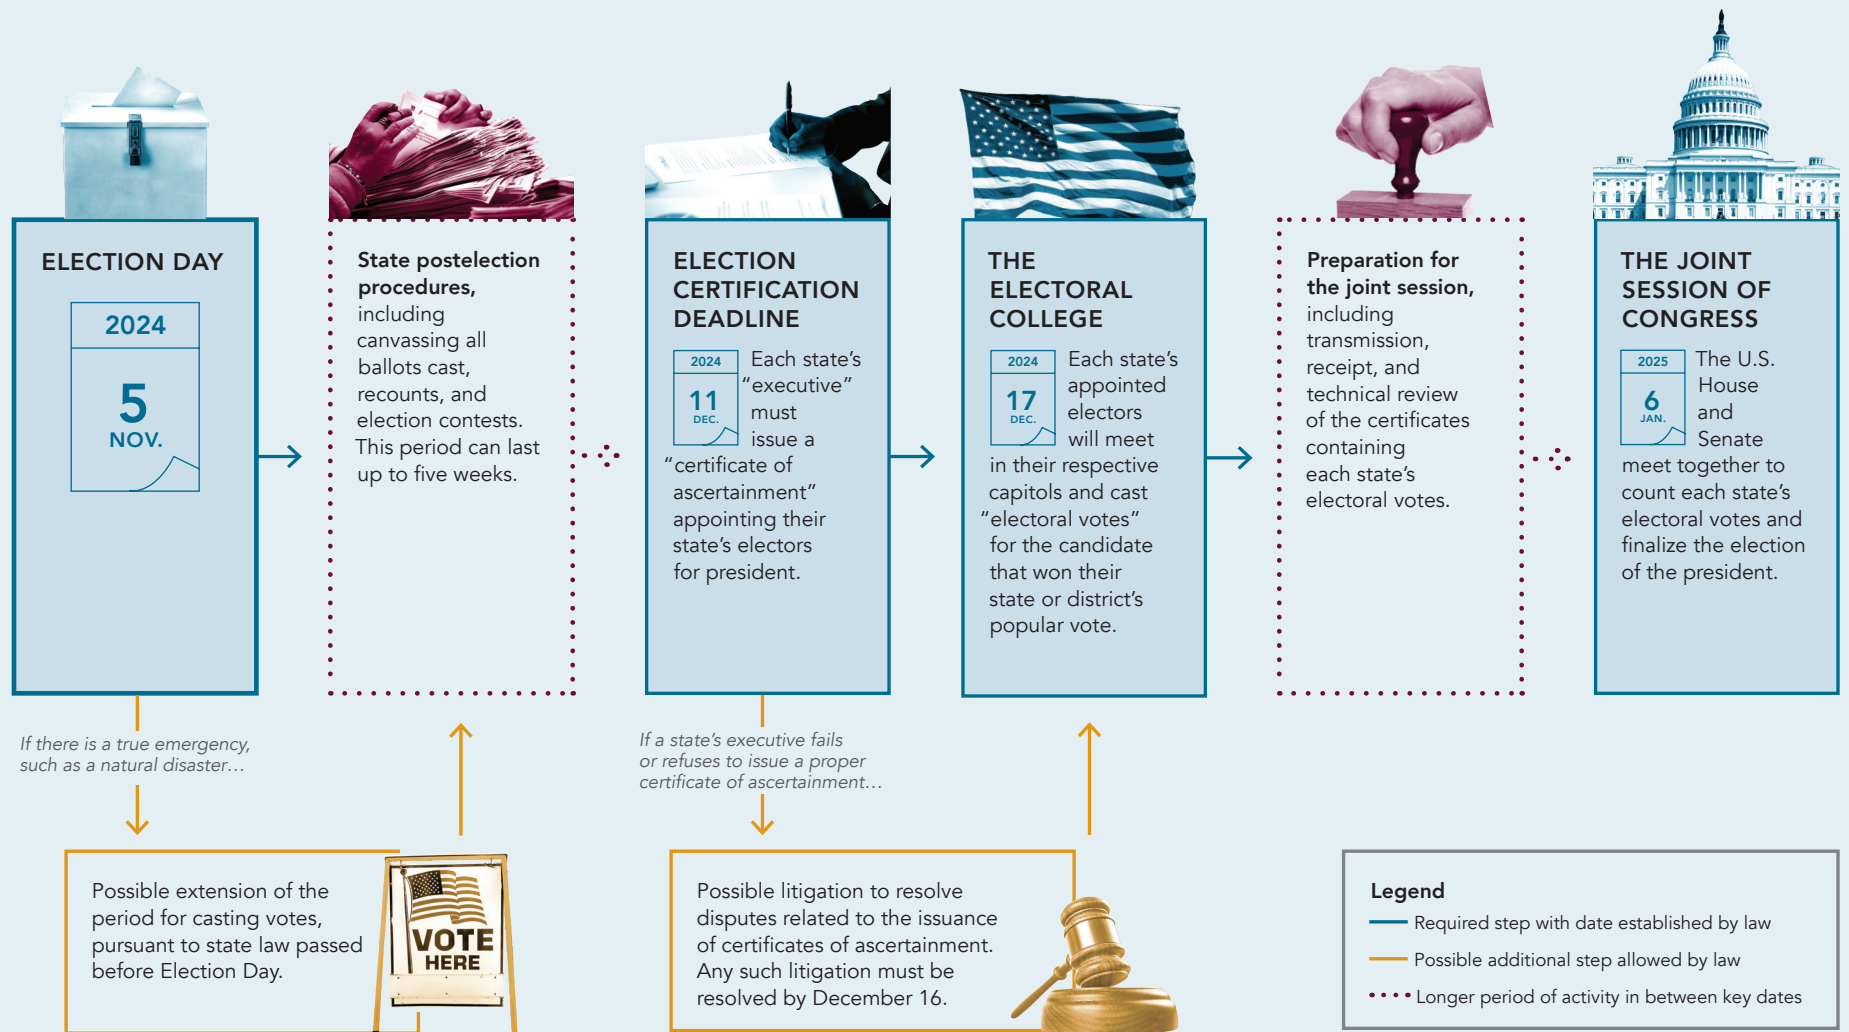 ELECTION DAY
2024
5
NOV.
State postelection
procedures,
including
canvassing all
ballots cast,
recounts, and
election contests.
This period can last
up to five weeks.
ELECTION
CERTIFICATION
DEADLINE
2024
11
DEC.
Each state’s
“executive”
must
issue a
“certificate of
ascertainment”
appointing their
state’s electors
for president.
THE
ELECTORAL
COLLEGE
2024
17
DEC.
Each state’s
appointed
electors
will meet
in their respective
capitols and cast
“electoral votes”
for the candidate
that won their
state or district’s
popular vote.
Preparation for
the joint session,
including
transmission,
receipt, and
technical review
of the certificates
containing
each state’s
electoral votes.
THE JOINT
SESSION OF
CONGRESS
2025
6
JAN.
The U.S.
House
and
Senate
meet together to
count each state’s
electoral votes and
finalize the election
of the president.
If there is a true emergency,
such as a natural disaster…
If a state’s executive fails
or refuses to issue a proper
certificate of ascertainment…
Possible extension of the
period for casting votes,
pursuant to state law passed
before Election Day.
VOTE
HERE
Possible litigation to resolve
disputes related to the issuance
of certificates of ascertainment.
Any such litigation must be
resolved by December 16.
Legend
Required step with date established by law
Possible additional step allowed by law
Longer period of activity in between key dates